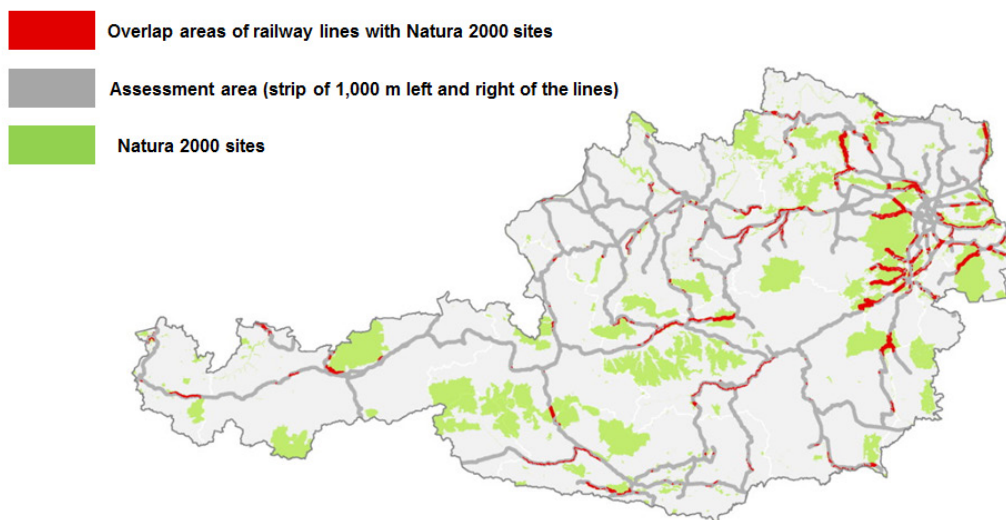 Overlap areas of railway lines with Natura 2000 sites
Assessment area (strip of 1,000 m left and right of the lines)
Natura 2000 sites